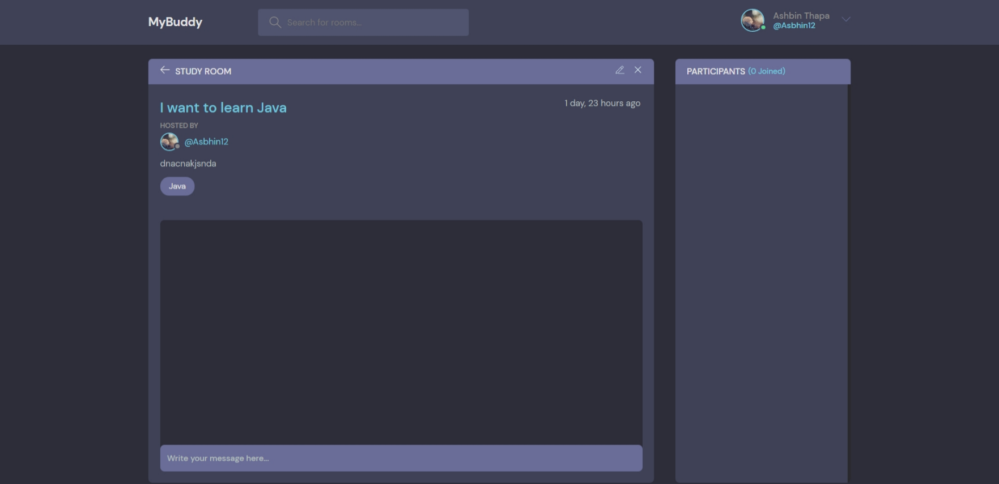 MyBuddy
Search for rooms...
Ashbin Thapa
@Asbhin12
STUDY ROOM
I want to learn Java
1 day, 23 hours ago
HOSTED BY
@Asbhin12
dnacnakjsnda
Java
Write your message here...
PARTICIPANTS (0 Joined)